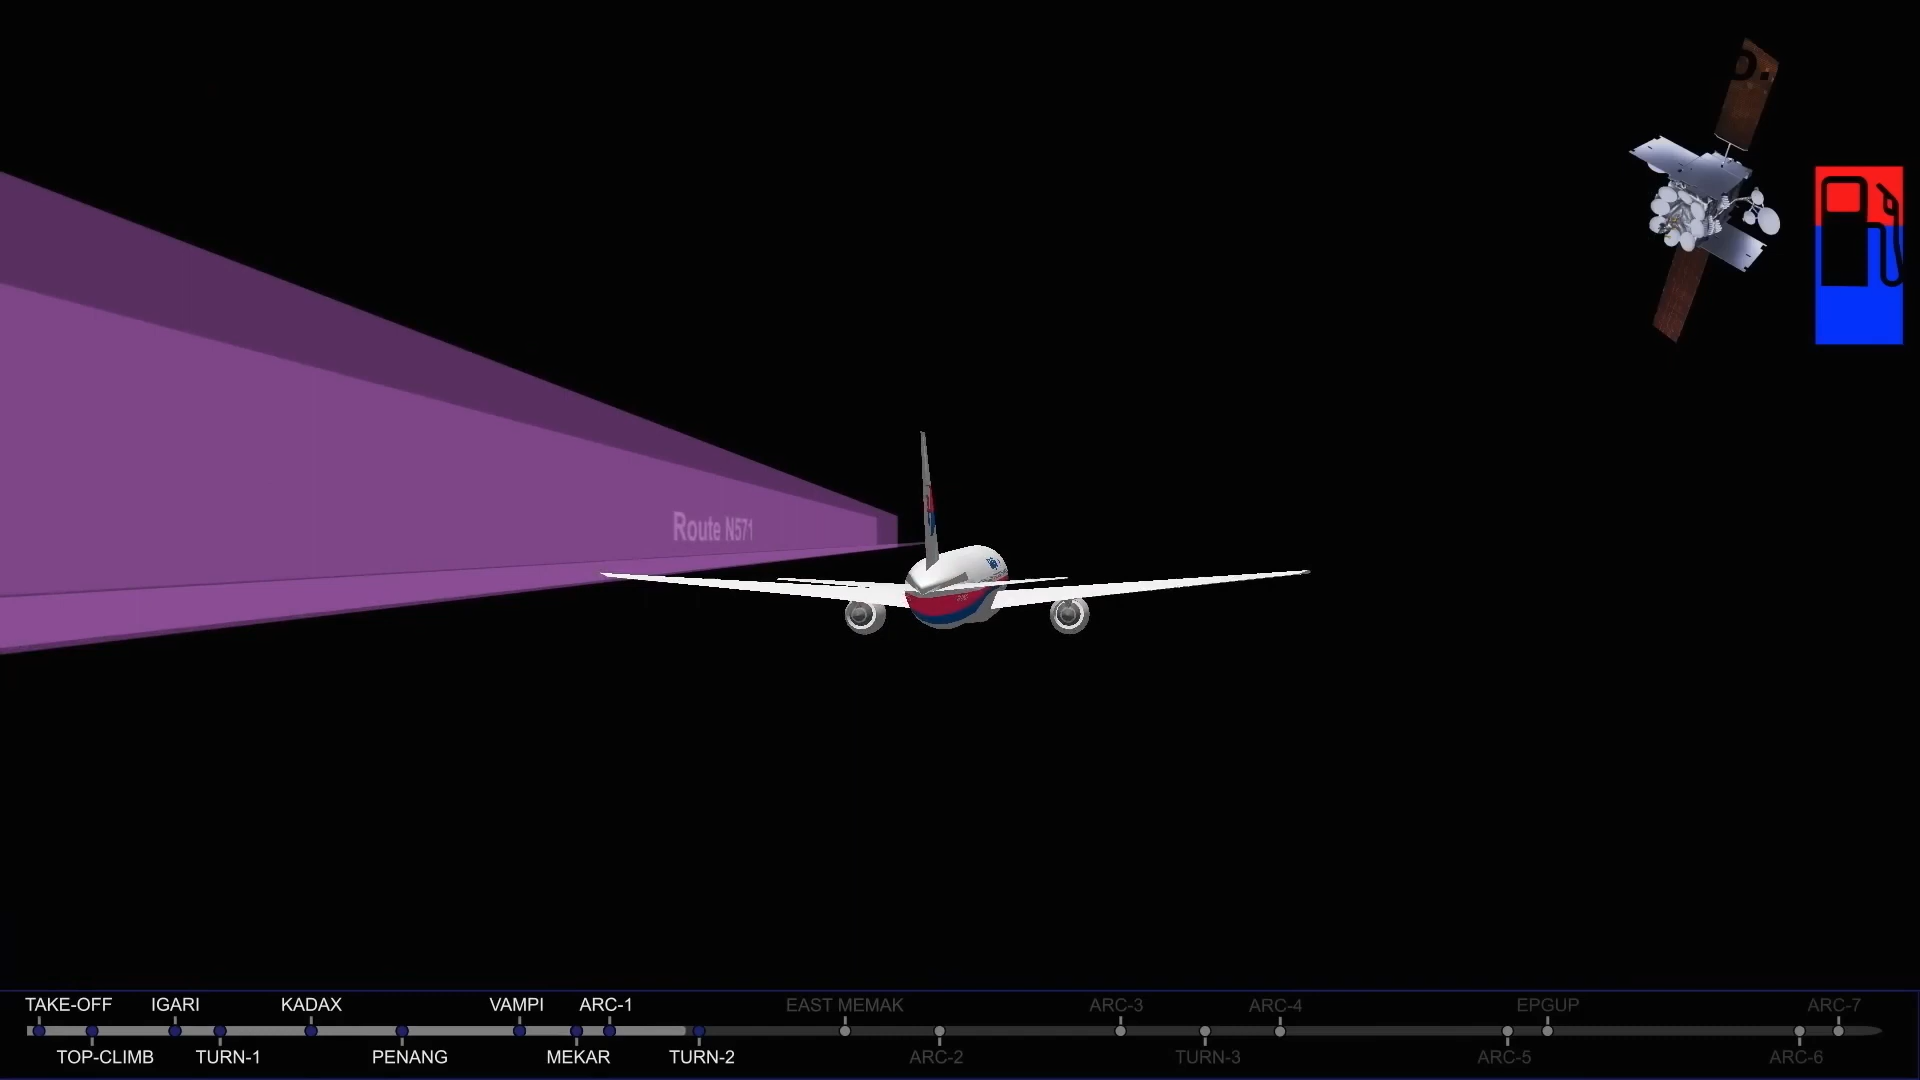 Route N571
TAKE-OFF IGARI KADAX VAMPI ARC-1 EAST MEMAK ARC-3 ARC-4 EPGUP ARC-7
TOP-CLIMB TURN-1 PENANG MEKAR TURN-2 ARC-2 TURN-3 ARC-5 ARC-6